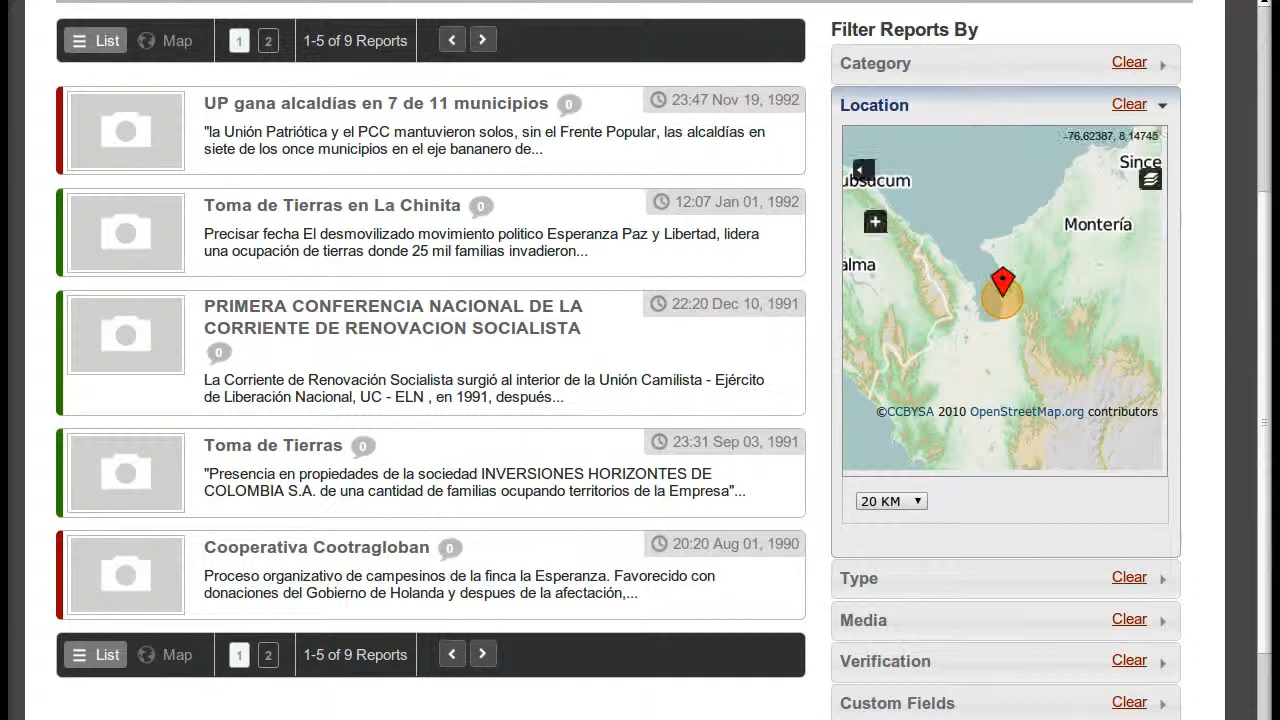 List Map 1 2 1-5 of 9 Reports
UP gana alcaldías en 7 de 11 municipios 0
23:47 Nov 19, 1992
"la Unión Patriótica y el PCC mantuvieron solos, sin el Frente Popular, las alcaldías en
siete de los once municipios en el eje bananero de...
Toma de Tierras en La Chinita 0
12:07 Jan 01, 1992
Precisar fecha El desmovilizado movimiento politico Esperanza Paz y Libertad, lidera
una ocupación de tierras donde 25 mil familias invadieron...
PRIMERA CONFERENCIA NACIONAL DE LA
CORRIENTE DE RENOVACION SOCIALISTA
0
22:20 Dec 10, 1991
La Corriente de Renovación Socialista surgió al interior de la Unión Camilista - Ejército
de Liberación Nacional, UC - ELN , en 1991, después...
Toma de Tierras 0
23:31 Sep 03, 1991
"Presencia en propiedades de la sociedad INVERSIONES HORIZONTES DE
COLOMBIA S.A. de una cantidad de familias ocupando territorios de la Empresa"...
Cooperativa Cootragloban 0
20:20 Aug 01, 1990
Proceso organizativo de campesinos de la finca la Esperanza. Favorecido con
donaciones del Gobierno de Holanda y despues de la afectación,...
List Map 1 2 1-5 of 9 Reports
Filter Reports By
Category Clear
Location Clear
-76.62387, 8.14745
Since
ubsucum
Montería
alma
©CCBYSA 2010 OpenStreetMap.org contributors
20 KM
Type Clear
Media Clear
Verification Clear
Custom Fields Clear